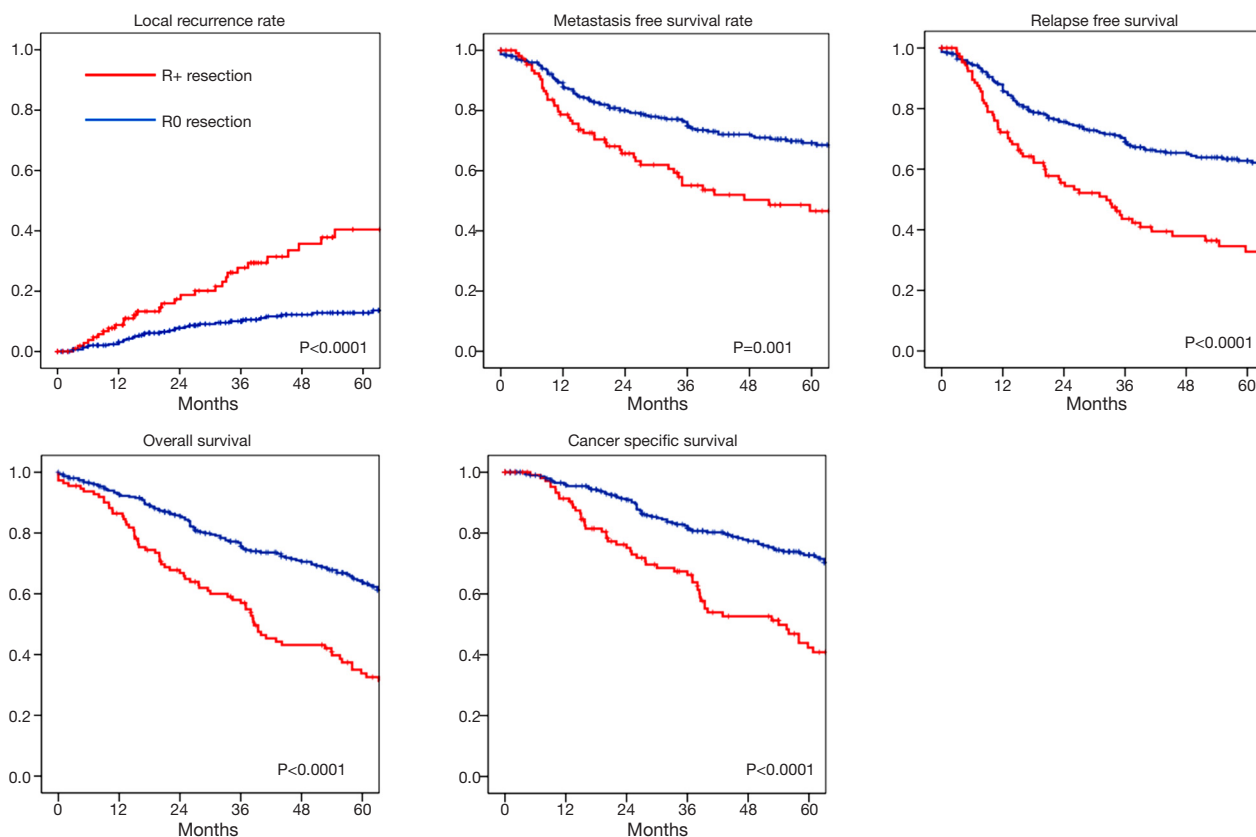 Local recurrence rate
1.0
0.8
0.6
0.4
0.2
0.0
R+ resection
R0 resection
P<0.0001
0 12 24 36 48 60
Months
Metastasis free survival rate
1.0
0.8
0.6
0.4
0.2
0.0
P=0.001
0 12 24 36 48 60
Months
Relapse free survival
1.0
0.8
0.6
0.4
0.2
0.0
P<0.0001
0 12 24 36 48 60
Months
Overall survival
1.0
0.8
0.6
0.4
0.2
0.0
P<0.0001
0 12 24 36 48 60
Months
Cancer specific survival
1.0
0.8
0.6
0.4
0.2
0.0
P<0.0001
0 12 24 36 48 60
Months